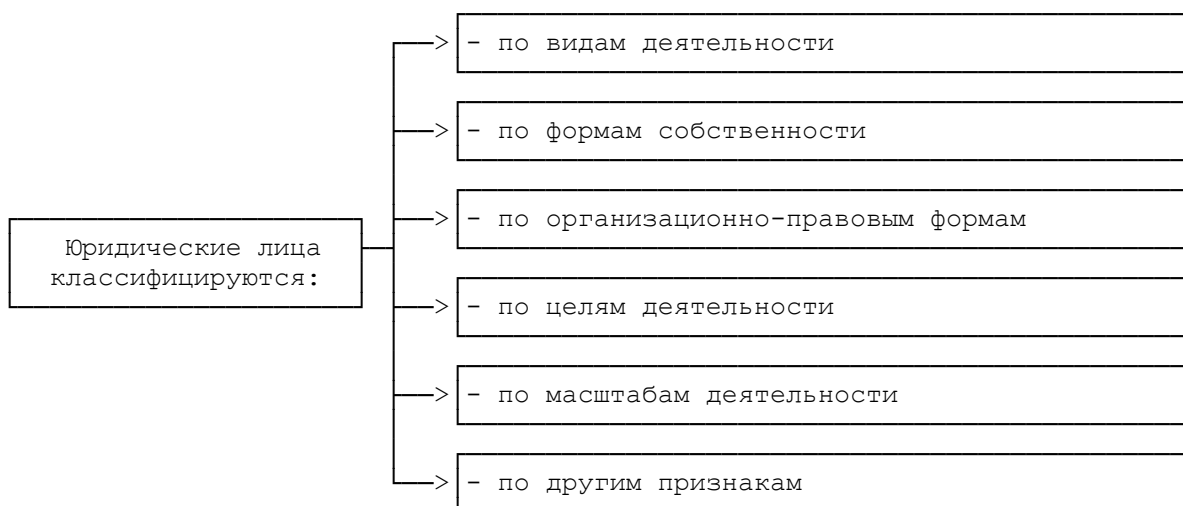 - по видам деятельности
- по формам собственности
- по организационно-правовым формам
Юридические лица
классифицируются:
- по целям деятельности
- по масштабам деятельности
- по другим признакам